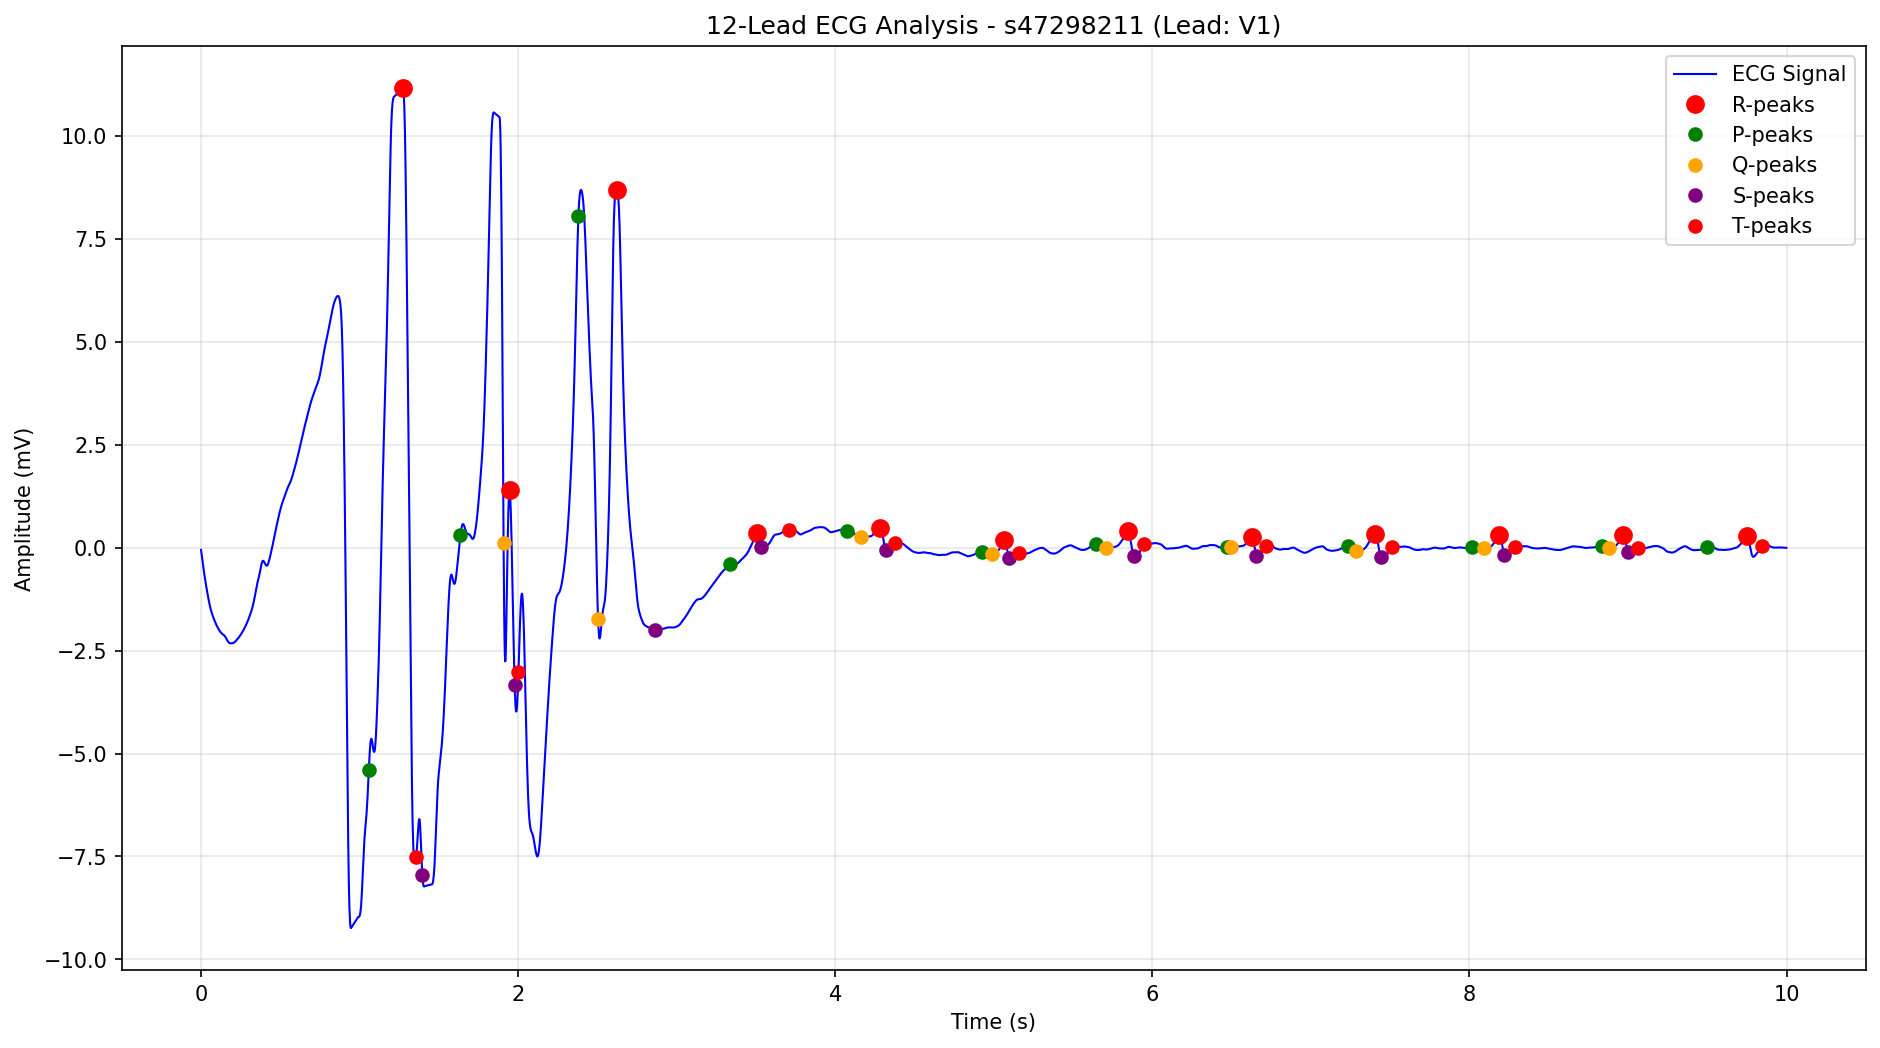 12-Lead ECG Analysis - s47298211 (Lead: V1)
ECG Signal
R-peaks
P-peaks
Q-peaks
S-peaks
T-peaks
Amplitude (mV)
10.0
7.5
5.0
2.5
0.0
−2.5
−5.0
−7.5
−10.0
0
2
4
6
8
10
Time (s)